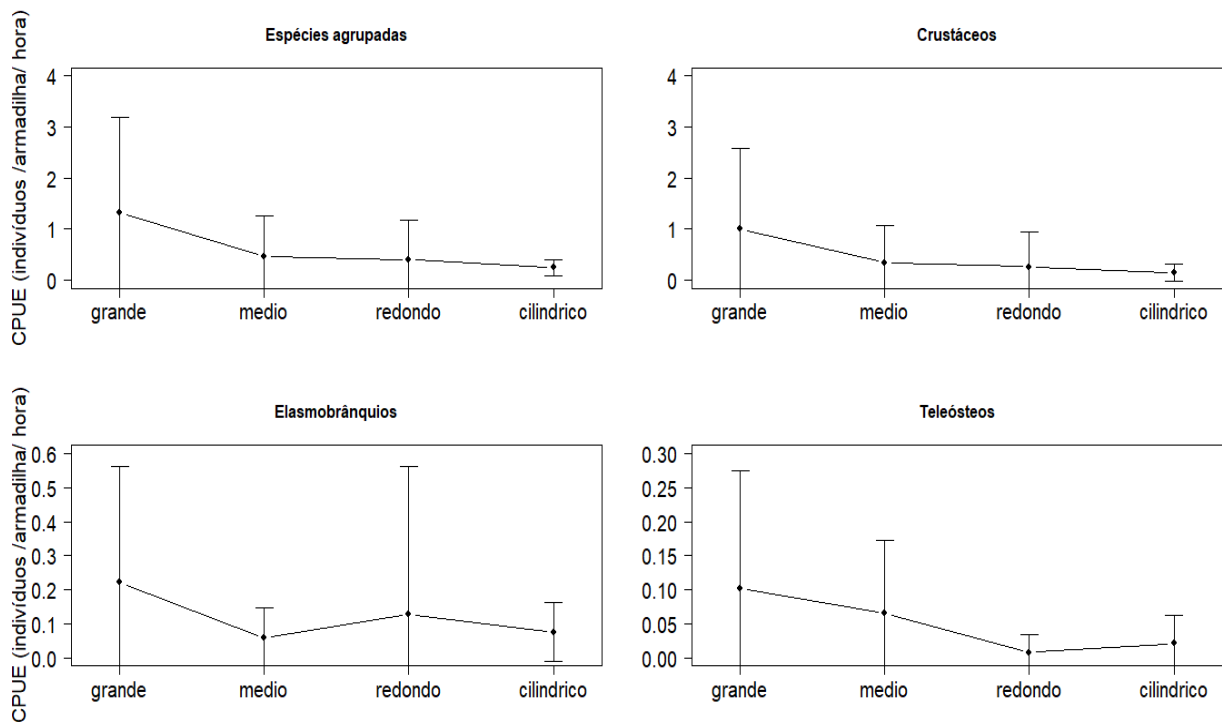 Espécies agrupadas
CPUE (indivíduos /armadilha/ hora)
4
3
2
1
0
grande medio redondo cilindrico
Crustáceos
4
3
2
1
0
grande medio redondo cilindrico
Elasmobrânquios
CPUE (indivíduos /armadilha/ hora)
0.6
0.5
0.4
0.3
0.2
0.1
0.0
grande medio redondo cilindrico
Teleósteos
0.30
0.25
0.20
0.15
0.10
0.05
0.00
grande medio redondo cilindrico